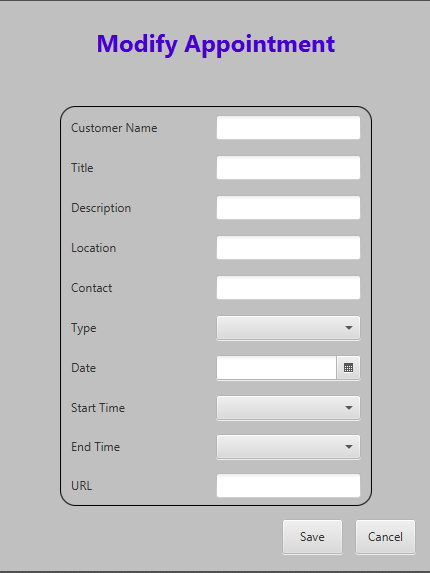 Modify Appointment
Customer Name
Title
Description
Location
Contact
Type
Date
Start Time
End Time
URL
Save Cancel